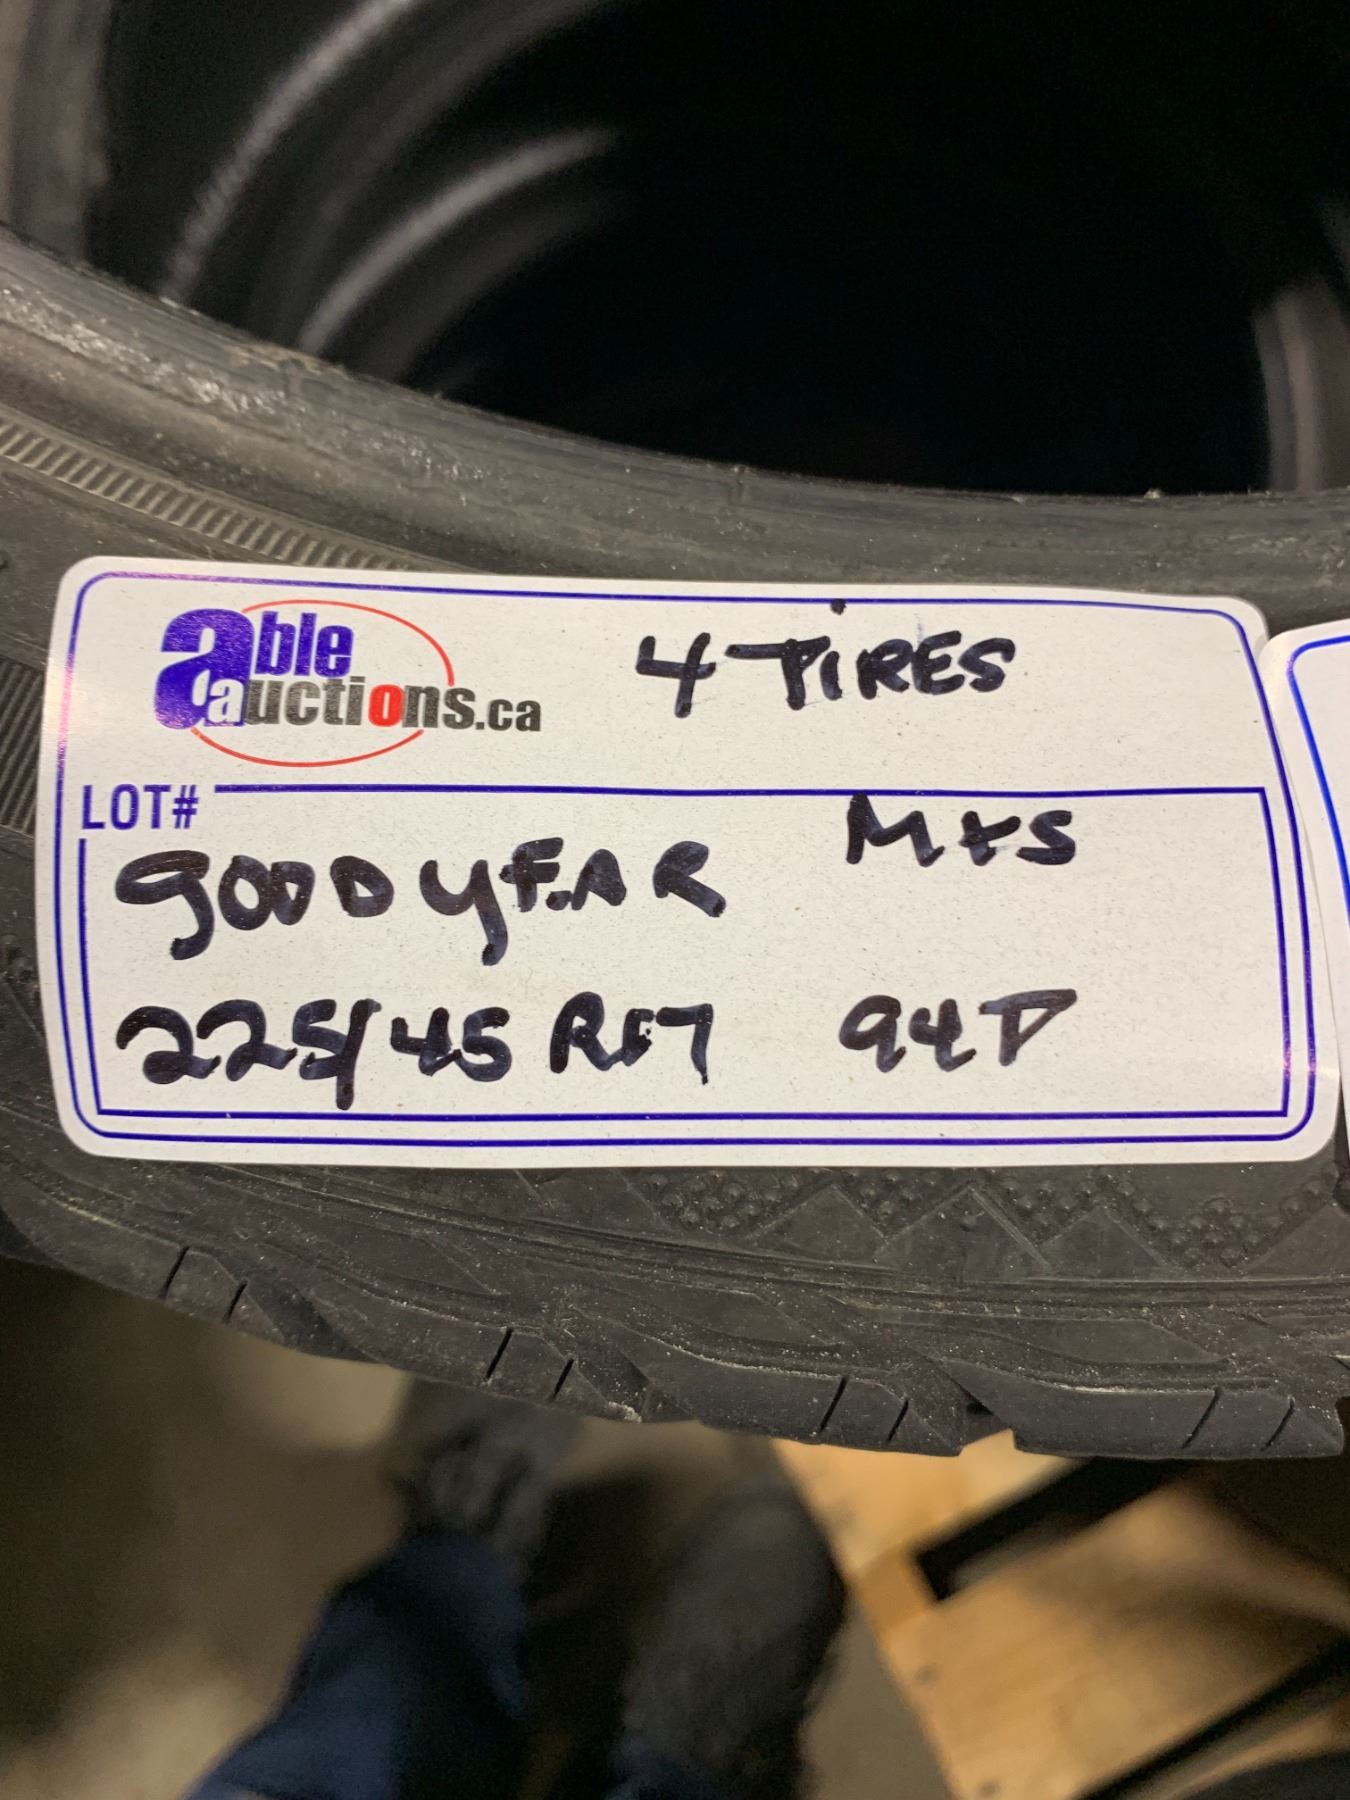 able auctions.ca
4 TIRES
LOT#
GOODYEAR M+S
225/45 R17 94T